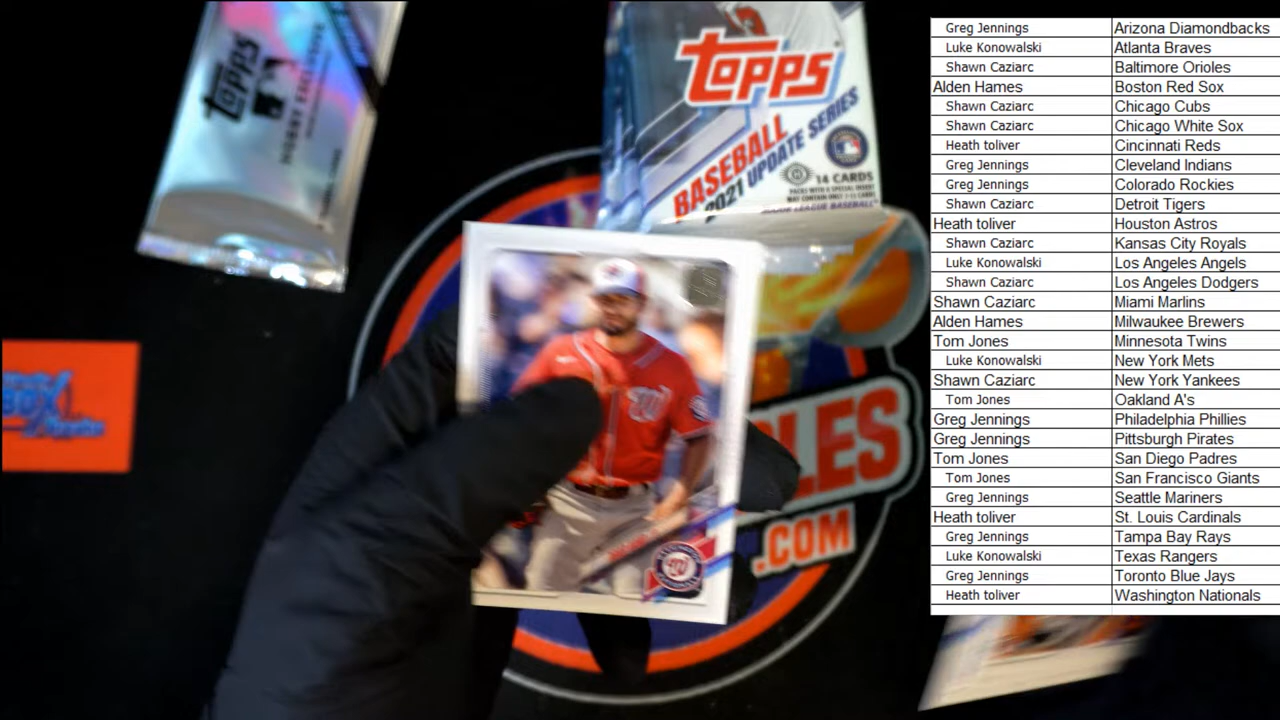 TOPPS
HOBBY EXCLUSIVE
TOPPS
BASEBALL
2021 UPDATE SERIES
14 CARDS
MAJOR LEAGUE BASEBALL
BOX
LES
.COM
W
Greg Jennings Arizona Diamondbacks
Luke Konowalski Atlanta Braves
Shawn Caziarc Baltimore Orioles
Alden Hames Boston Red Sox
Shawn Caziarc Chicago Cubs
Shawn Caziarc Chicago White Sox
Heath toliver Cincinnati Reds
Greg Jennings Cleveland Indians
Greg Jennings Colorado Rockies
Shawn Caziarc Detroit Tigers
Heath toliver Houston Astros
Shawn Caziarc Kansas City Royals
Luke Konowalski Los Angeles Angels
Shawn Caziarc Los Angeles Dodgers
Shawn Caziarc Miami Marlins
Alden Hames Milwaukee Brewers
Tom Jones Minnesota Twins
Luke Konowalski New York Mets
Shawn Caziarc New York Yankees
Tom Jones Oakland A's
Greg Jennings Philadelphia Phillies
Greg Jennings Pittsburgh Pirates
Tom Jones San Diego Padres
Tom Jones San Francisco Giants
Greg Jennings Seattle Mariners
Heath toliver St. Louis Cardinals
Greg Jennings Tampa Bay Rays
Luke Konowalski Texas Rangers
Greg Jennings Toronto Blue Jays
Heath toliver Washington Nationals